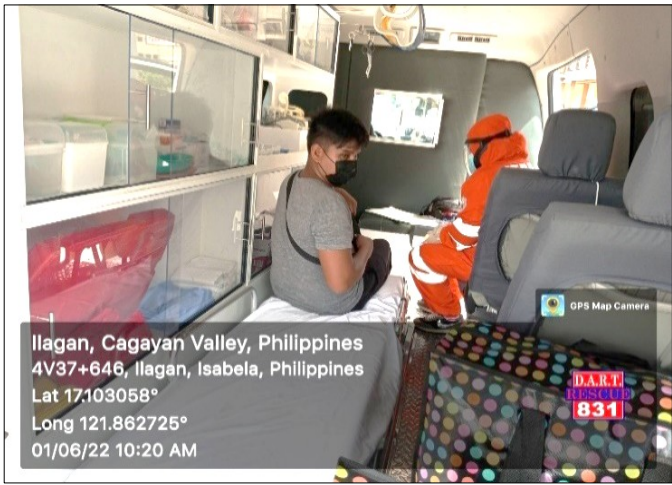 GPS Map Camera
Ilagan, Cagayan Valley, Philippines
4V37+646, Ilagan, Isabela, Philippines
Lat 17.103058°
Long 121.862725°
01/06/22 10:20 AM
D.A.R.T.
RESCUE
831